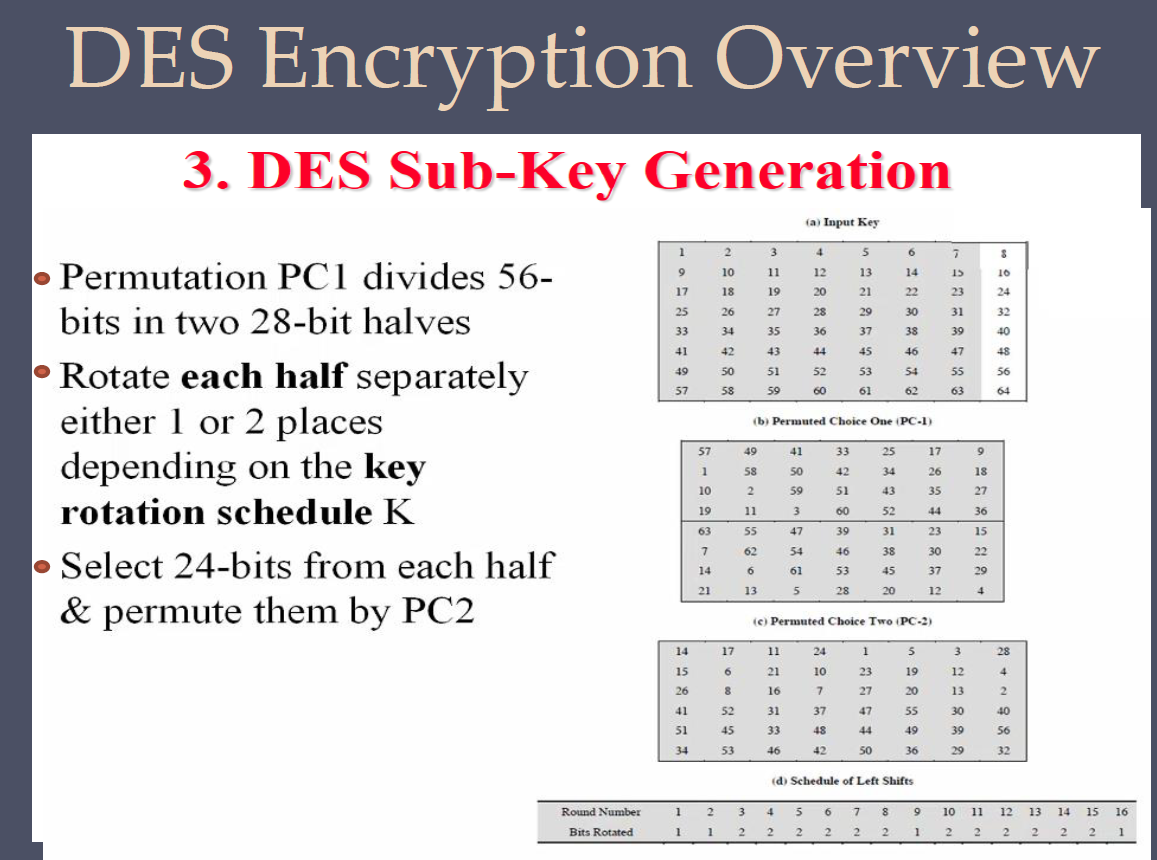 DES Encryption Overview
3. DES Sub-Key Generation
Permutation PC1 divides 56-
bits in two 28-bit halves
Rotate each half separately
either 1 or 2 places
depending on the key
rotation schedule K
Select 24-bits from each half
& permute them by PC2
(a) Input Key
1 2 3 4 5 6 7 8
9 10 11 12 13 14 15 16
17 18 19 20 21 22 23 24
25 26 27 28 29 30 31 32
33 34 35 36 37 38 39 40
41 42 43 44 45 46 47 48
49 50 51 52 53 54 55 56
57 58 59 60 61 62 63 64
(b) Permuted Choice One (PC-1)
57 49 41 33 25 17 9
1 58 50 42 34 26 18
10 2 59 51 43 35 27
19 11 3 60 52 44 36
63 55 47 39 31 23 15
7 62 54 46 38 30 22
14 6 61 53 45 37 29
21 13 5 28 20 12 4
(c) Permuted Choice Two (PC-2)
14 17 11 24 1 5 3 28
15 6 21 10 23 19 12 4
26 8 16 7 27 20 13 2
41 52 31 37 47 55 30 40
51 45 33 48 44 49 39 56
34 53 46 42 50 36 29 32
(d) Schedule of Left Shifts
Round Number 1 2 3 4 5 6 7 8 9 10 11 12 13 14 15 16
Bits Rotated 1 1 2 2 2 2 2 2 1 2 2 2 2 2 2 1